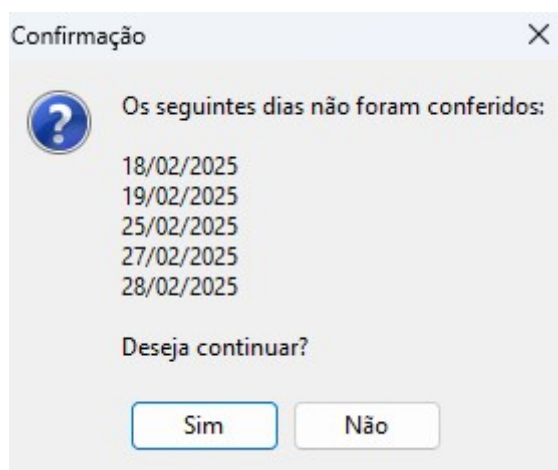 Confirmação
Os seguintes dias não foram conferidos:
18/02/2025
19/02/2025
25/02/2025
27/02/2025
28/02/2025
Deseja continuar?
Sim
Não